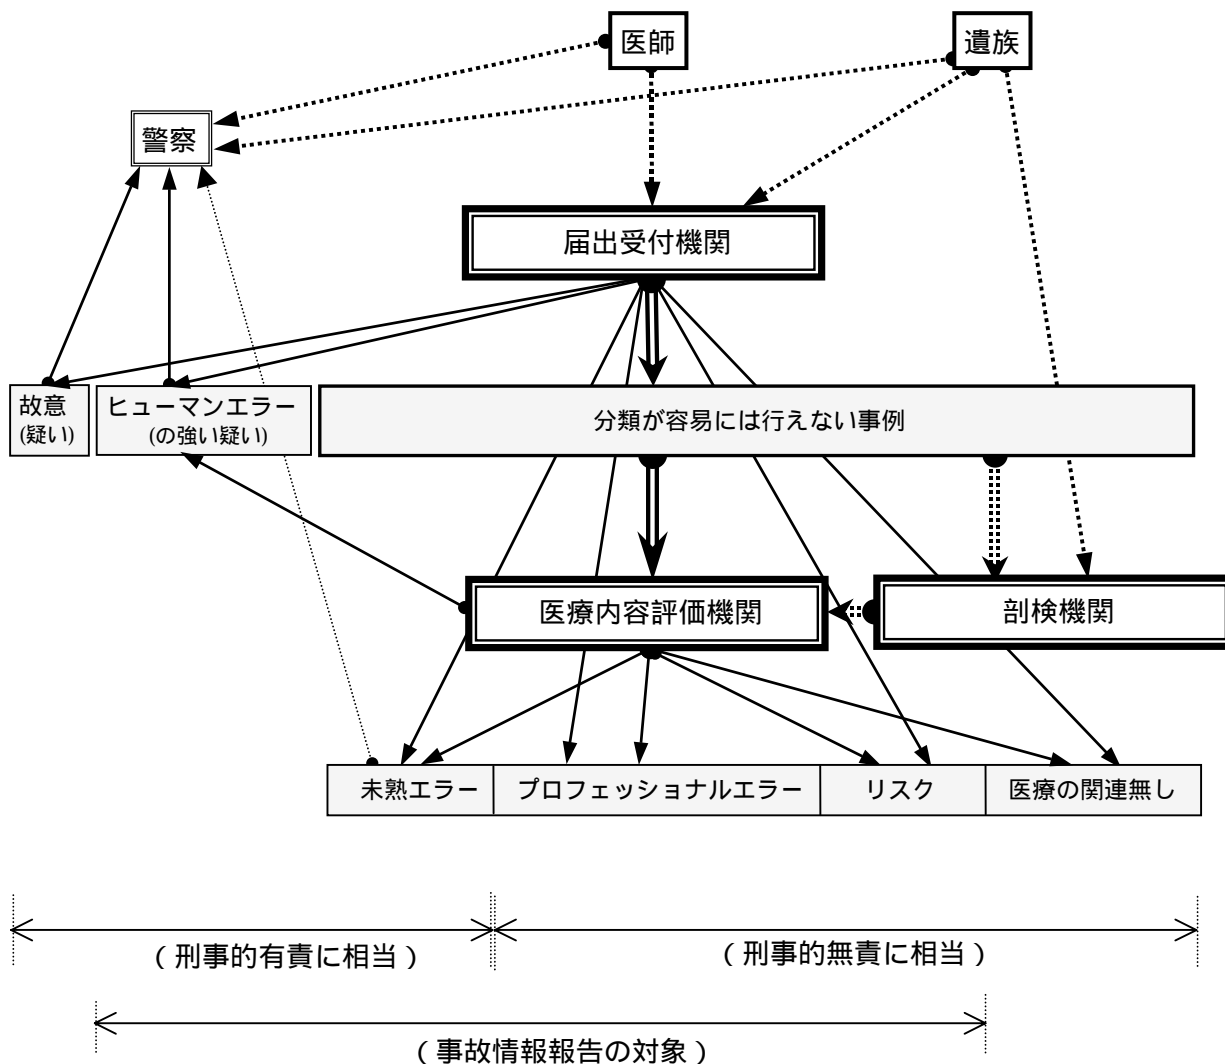 医師
遺族
警察
届出受付機関
故意
(疑い)
ヒューマンエラー
(の強い疑い)
分類が容易には行えない事例
医療内容評価機関
剖検機関
未熟エラー
プロフェッショナルエラー
リスク
医療の関連無し
(刑事的有責に相当)
(刑事的無責に相当)
(事故情報報告の対象)